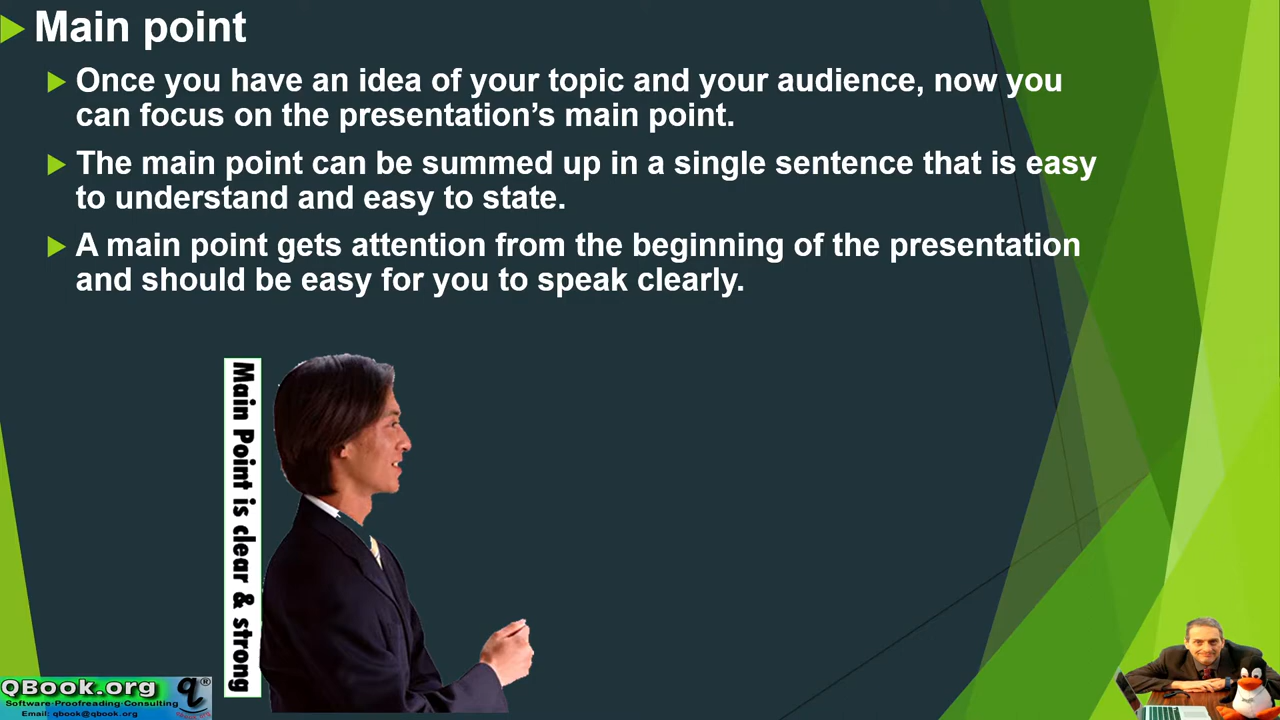 Main point
Once you have an idea of your topic and your audience, now you
can focus on the presentation’s main point.
The main point can be summed up in a single sentence that is easy
to understand and easy to state.
A main point gets attention from the beginning of the presentation
and should be easy for you to speak clearly.
Main Point is clear & strong
QBook.org
q®
Software·Proofreading·Consulting
Email: qbook@qbook.org